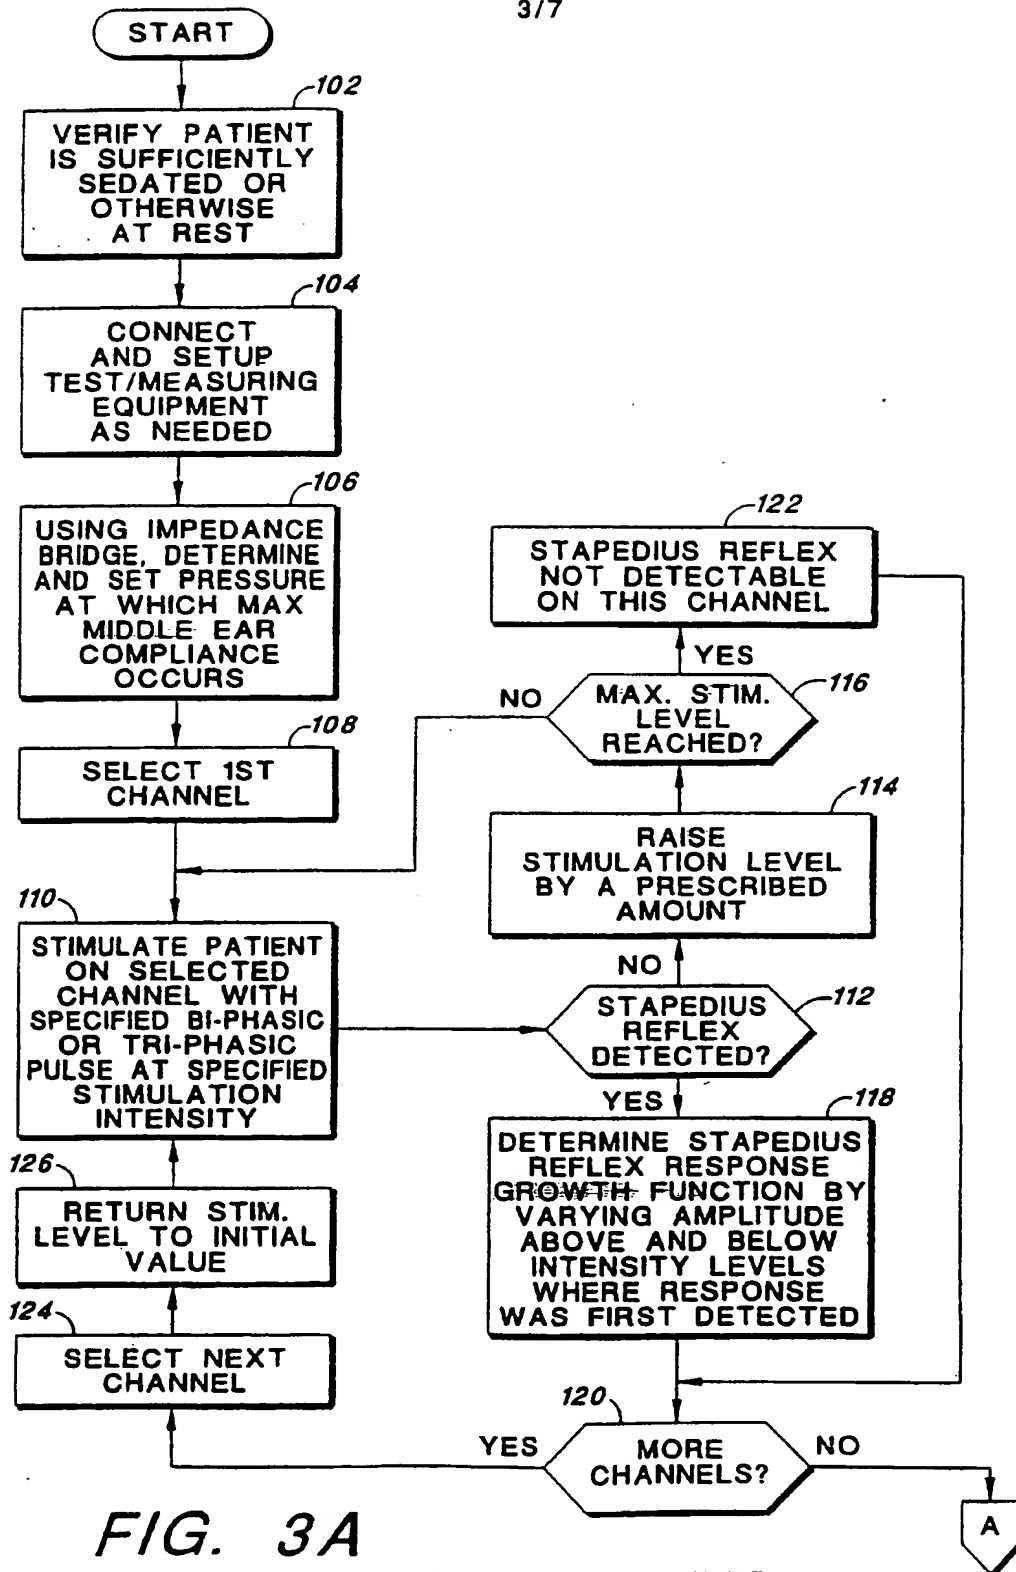 3/7
START
102
VERIFY PATIENT
IS SUFFICIENTLY
SEDATED OR
OTHERWISE
AT REST
104
CONNECT
AND SETUP
TEST/MEASURING
EQUIPMENT
AS NEEDED
106
USING IMPEDANCE
BRIDGE, DETERMINE
AND SET PRESSURE
AT WHICH MAX
MIDDLE EAR
COMPLIANCE
OCCURS
108
SELECT 1ST
CHANNEL
110
STIMULATE PATIENT
ON SELECTED
CHANNEL WITH
SPECIFIED BI-PHASIC
OR TRI-PHASIC
PULSE AT SPECIFIED
STIMULATION
INTENSITY
126
RETURN STIM.
LEVEL TO INITIAL
VALUE
124
SELECT NEXT
CHANNEL
122
STAPEDIUS REFLEX
NOT DETECTABLE
ON THIS CHANNEL
YES
NO
116
MAX. STIM.
LEVEL
REACHED?
114
RAISE
STIMULATION LEVEL
BY A PRESCRIBED
AMOUNT
NO
112
STAPEDIUS
REFLEX
DETECTED?
YES
118
DETERMINE STAPEDIUS
REFLEX RESPONSE
GROWTH FUNCTION BY
VARYING AMPLITUDE
ABOVE AND BELOW
INTENSITY LEVELS
WHERE RESPONSE
WAS FIRST DETECTED
120
YES
MORE
CHANNELS?
NO
A
FIG. 3A